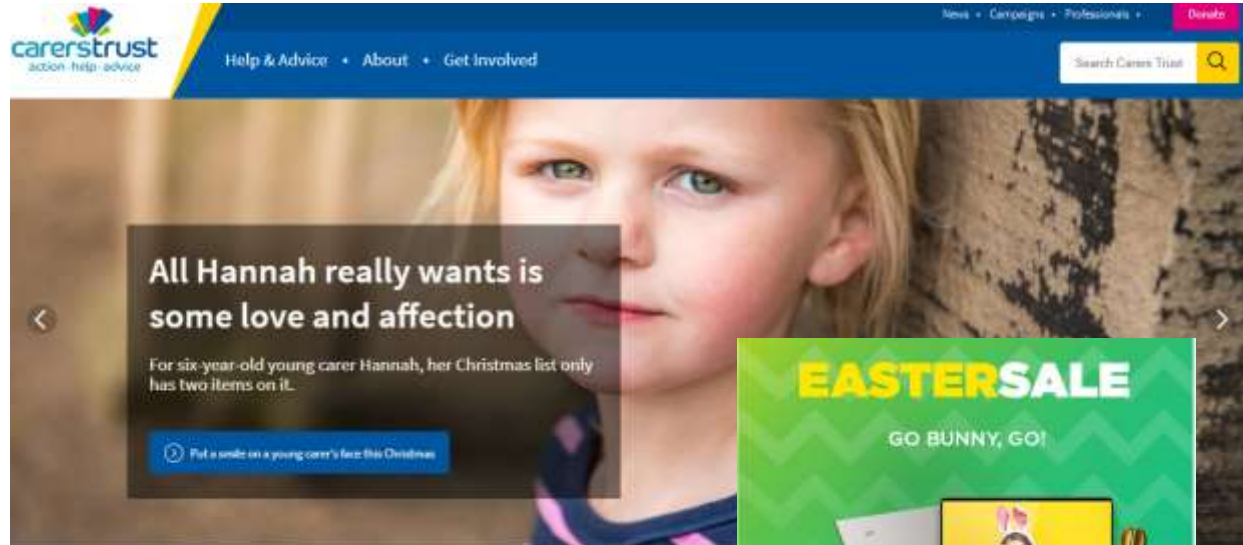 News • Campaigns • Professionals •
Donate
carerstrust
action·help·advice
Help & Advice • About • Get Involved
Search Carers Trust
All Hannah really wants is
some love and affection
For six-year-old young carer Hannah, her Christmas list only
has two items on it.
Put a smile on a young carer's face this Christmas
EASTERSALE
GO BUNNY, GO!